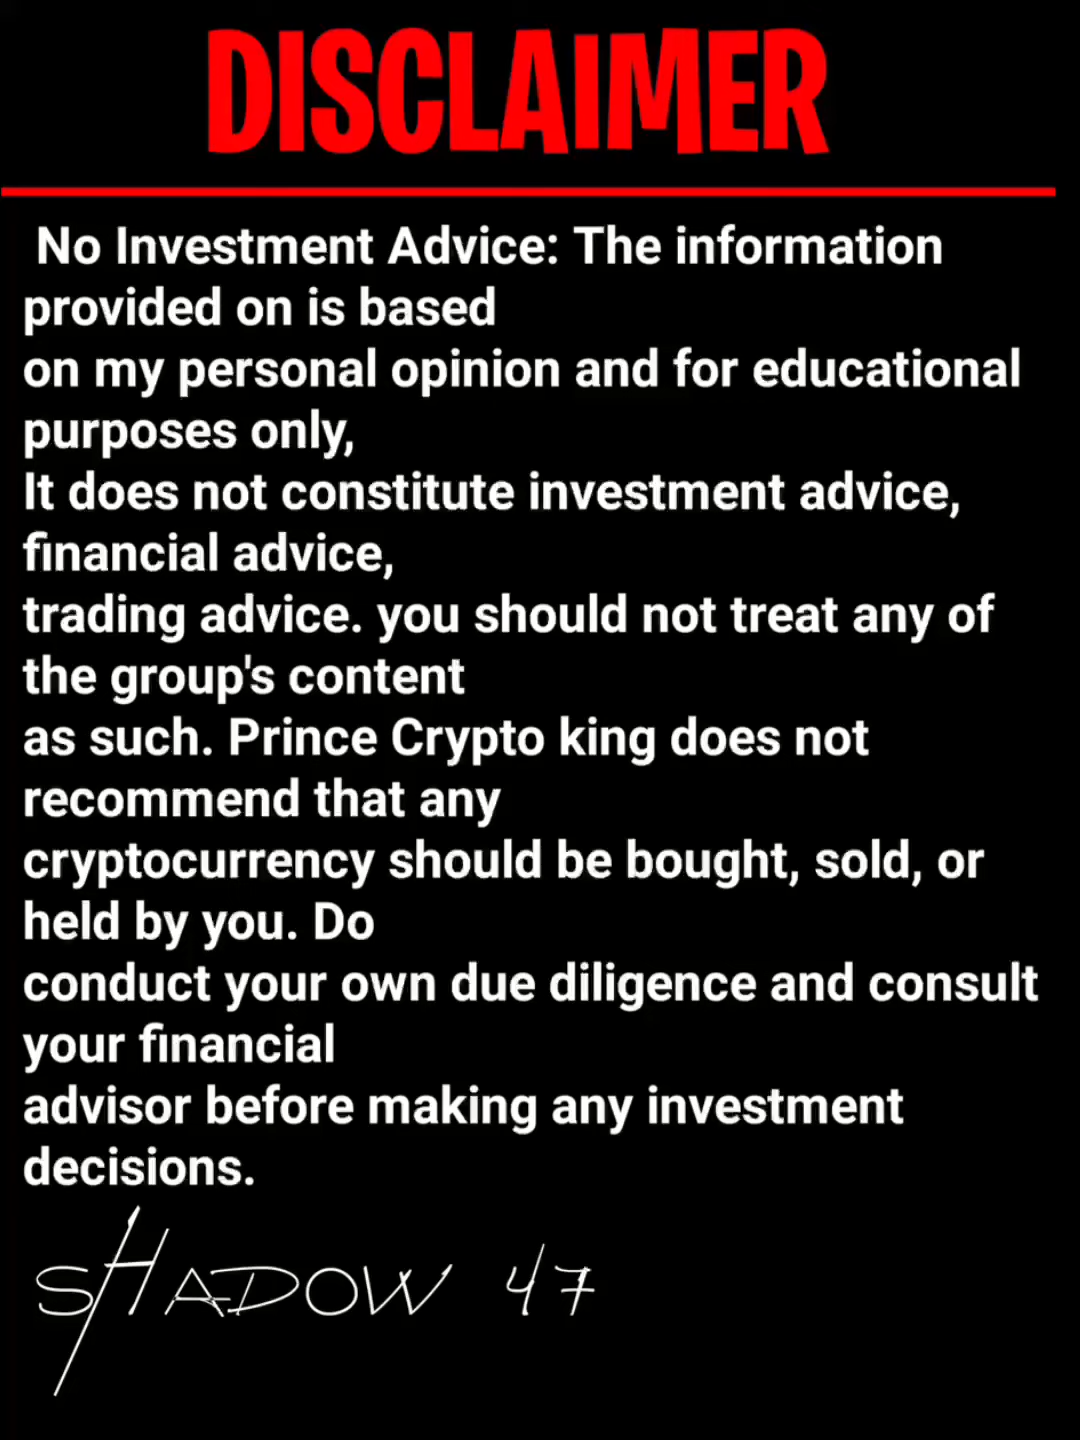 DISCLAIMER
No Investment Advice: The information
provided on is based
on my personal opinion and for educational
purposes only,
It does not constitute investment advice,
financial advice,
trading advice. you should not treat any of
the group's content
as such. Prince Crypto king does not
recommend that any
cryptocurrency should be bought, sold, or
held by you. Do
conduct your own due diligence and consult
your financial
advisor before making any investment
decisions.
SHADOW 47